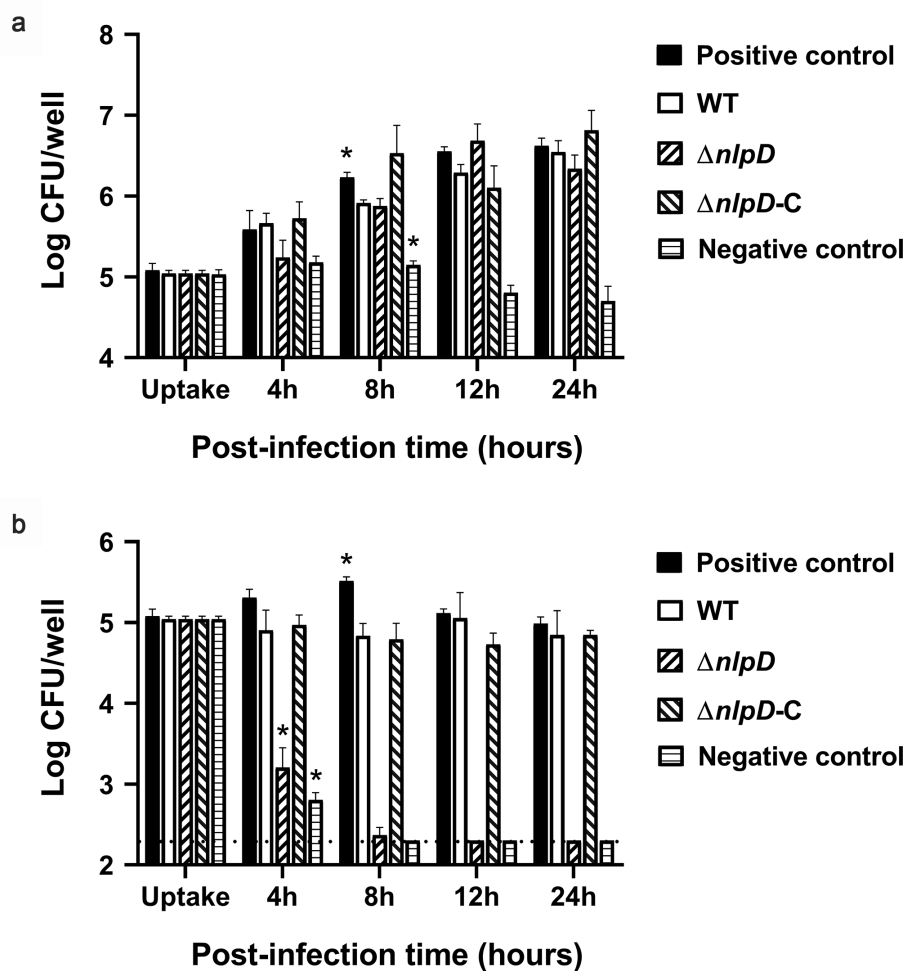 a
8
7
6
5
4
Log CFU/well
*
*
Uptake 4h 8h 12h 24h
Post-infection time (hours)
Positive control
WT
ΔnlpD
ΔnlpD-C
Negative control
b
6
5
4
3
2
Log CFU/well
*
*
*
Uptake 4h 8h 12h 24h
Post-infection time (hours)
Positive control
WT
ΔnlpD
ΔnlpD-C
Negative control